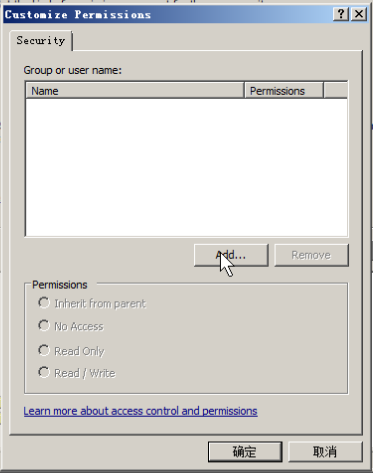 Customize Permissions
Security
Group or user name:
Name Permissions
Add... Remove
Permissions
Inherit from parent
No Access
Read Only
Read / Write
Learn more about access control and permissions
确定 取消